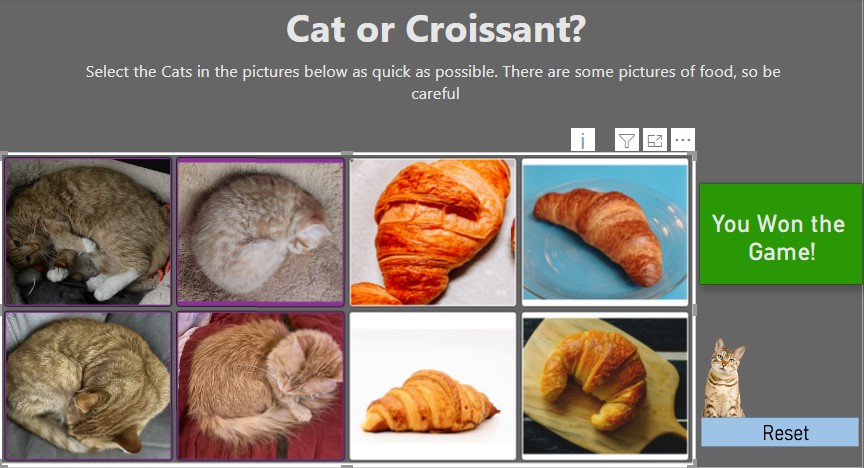 Cat or Croissant?
Select the Cats in the pictures below as quick as possible. There are some pictures of food, so be
careful
You Won the
Game!
Reset